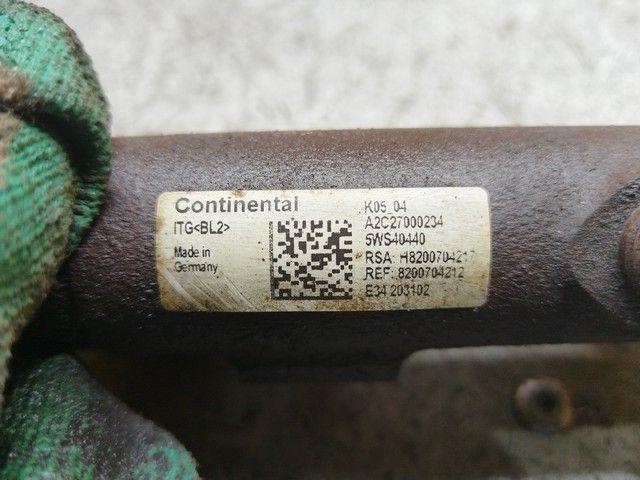 Continental
ITG<BL2>
Made in
Germany
K05_04
A2C27000234
5WS40440
RSA: H8200704217
REF: 8200704212
E34 203102